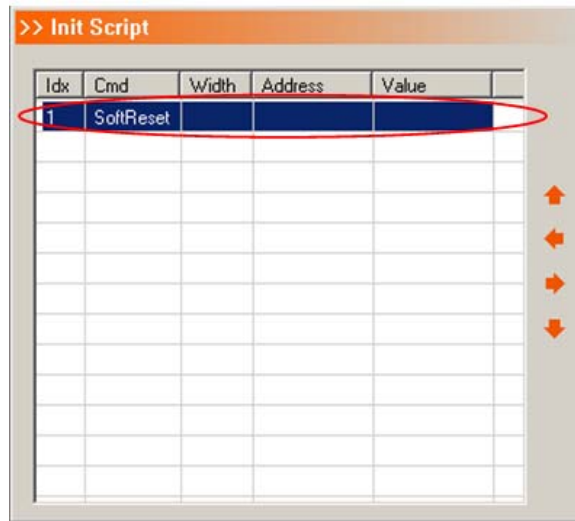 >> Init Script
Idx Cmd Width Address Value
1 SoftReset